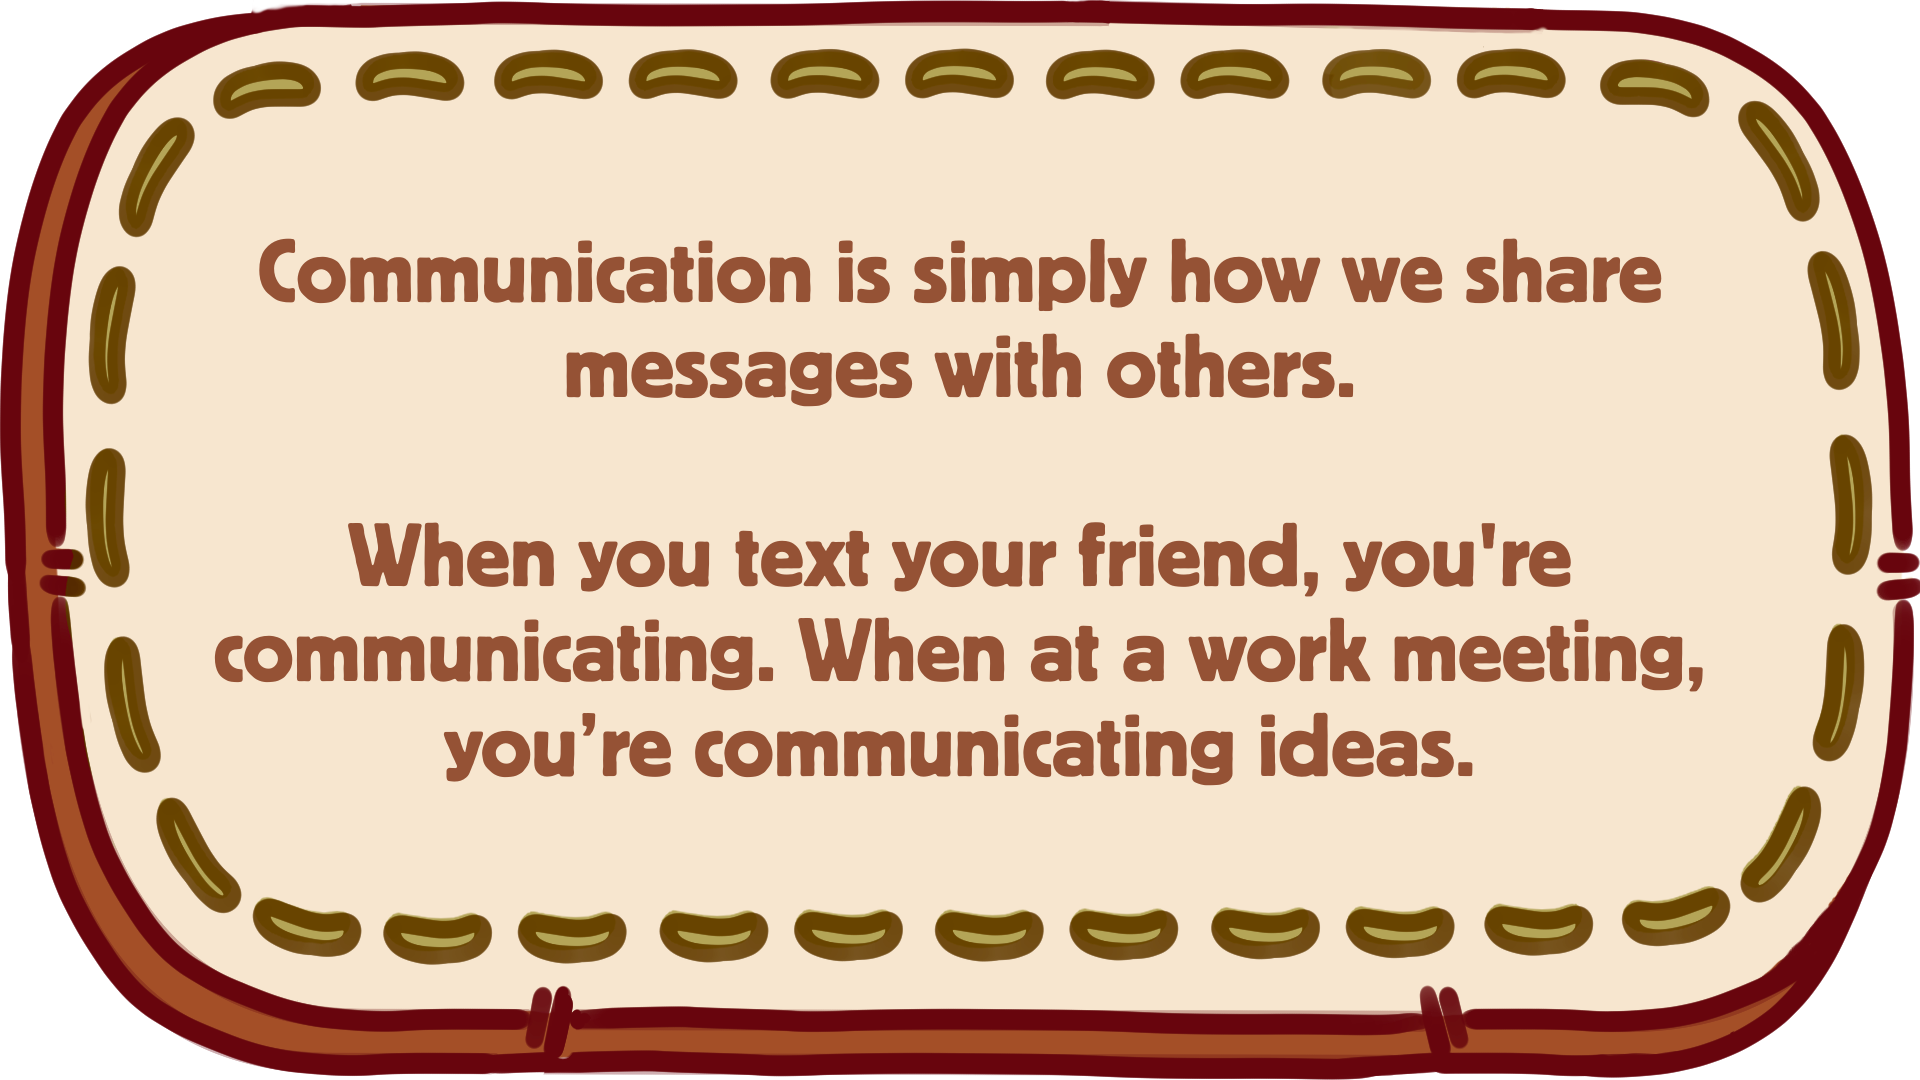 Communication is simply how we share
messages with others.
When you text your friend, you're
communicating. When at a work meeting,
you’re communicating ideas.